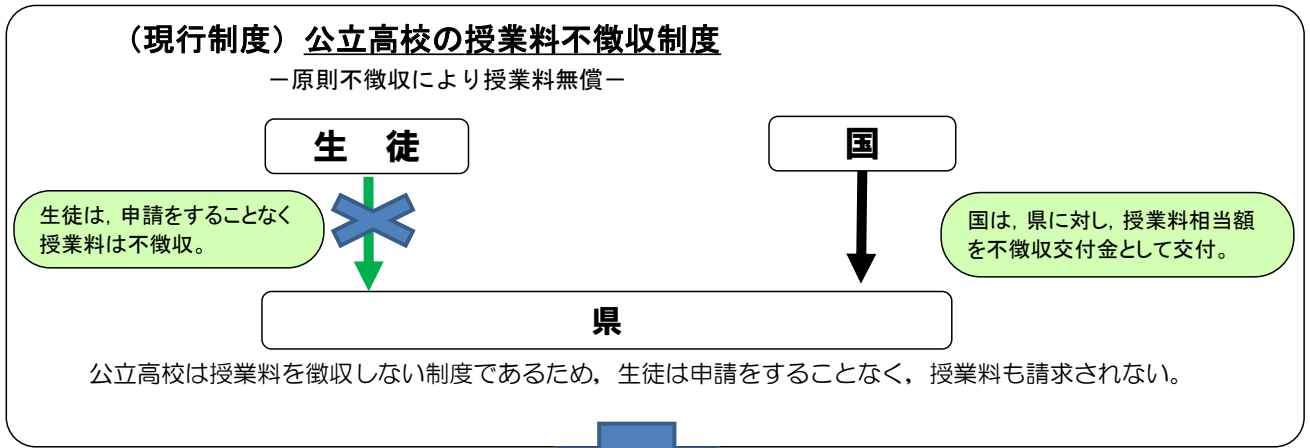 （現行制度）公立高校の授業料不徴収制度
－原則不徴収により授業料無償－
生　徒
国
生徒は，申請をすることなく
授業料は不徴収。
国は，県に対し，授業料相当額
を不徴収交付金として交付。
県
公立高校は授業料を徴収しない制度であるため，生徒は申請をすることなく，授業料も請求されない。